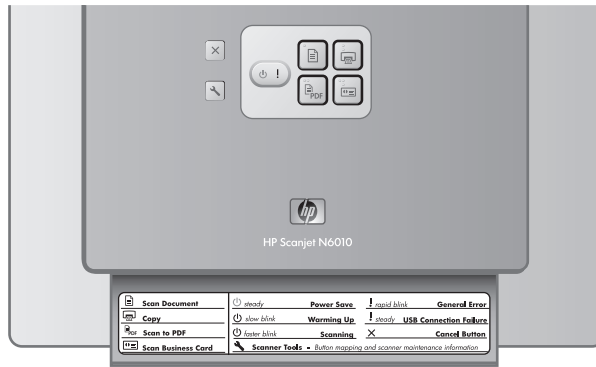 PDF
hp
HP Scanjet N6010
Scan Document
Copy
PDF Scan to PDF
Scan Business Card
steady Power Save
slow blink Warming Up
faster blink Scanning
! rapid blink General Error
! steady USB Connection Failure
Cancel Button
Scanner Tools - Button mapping and scanner maintenance information